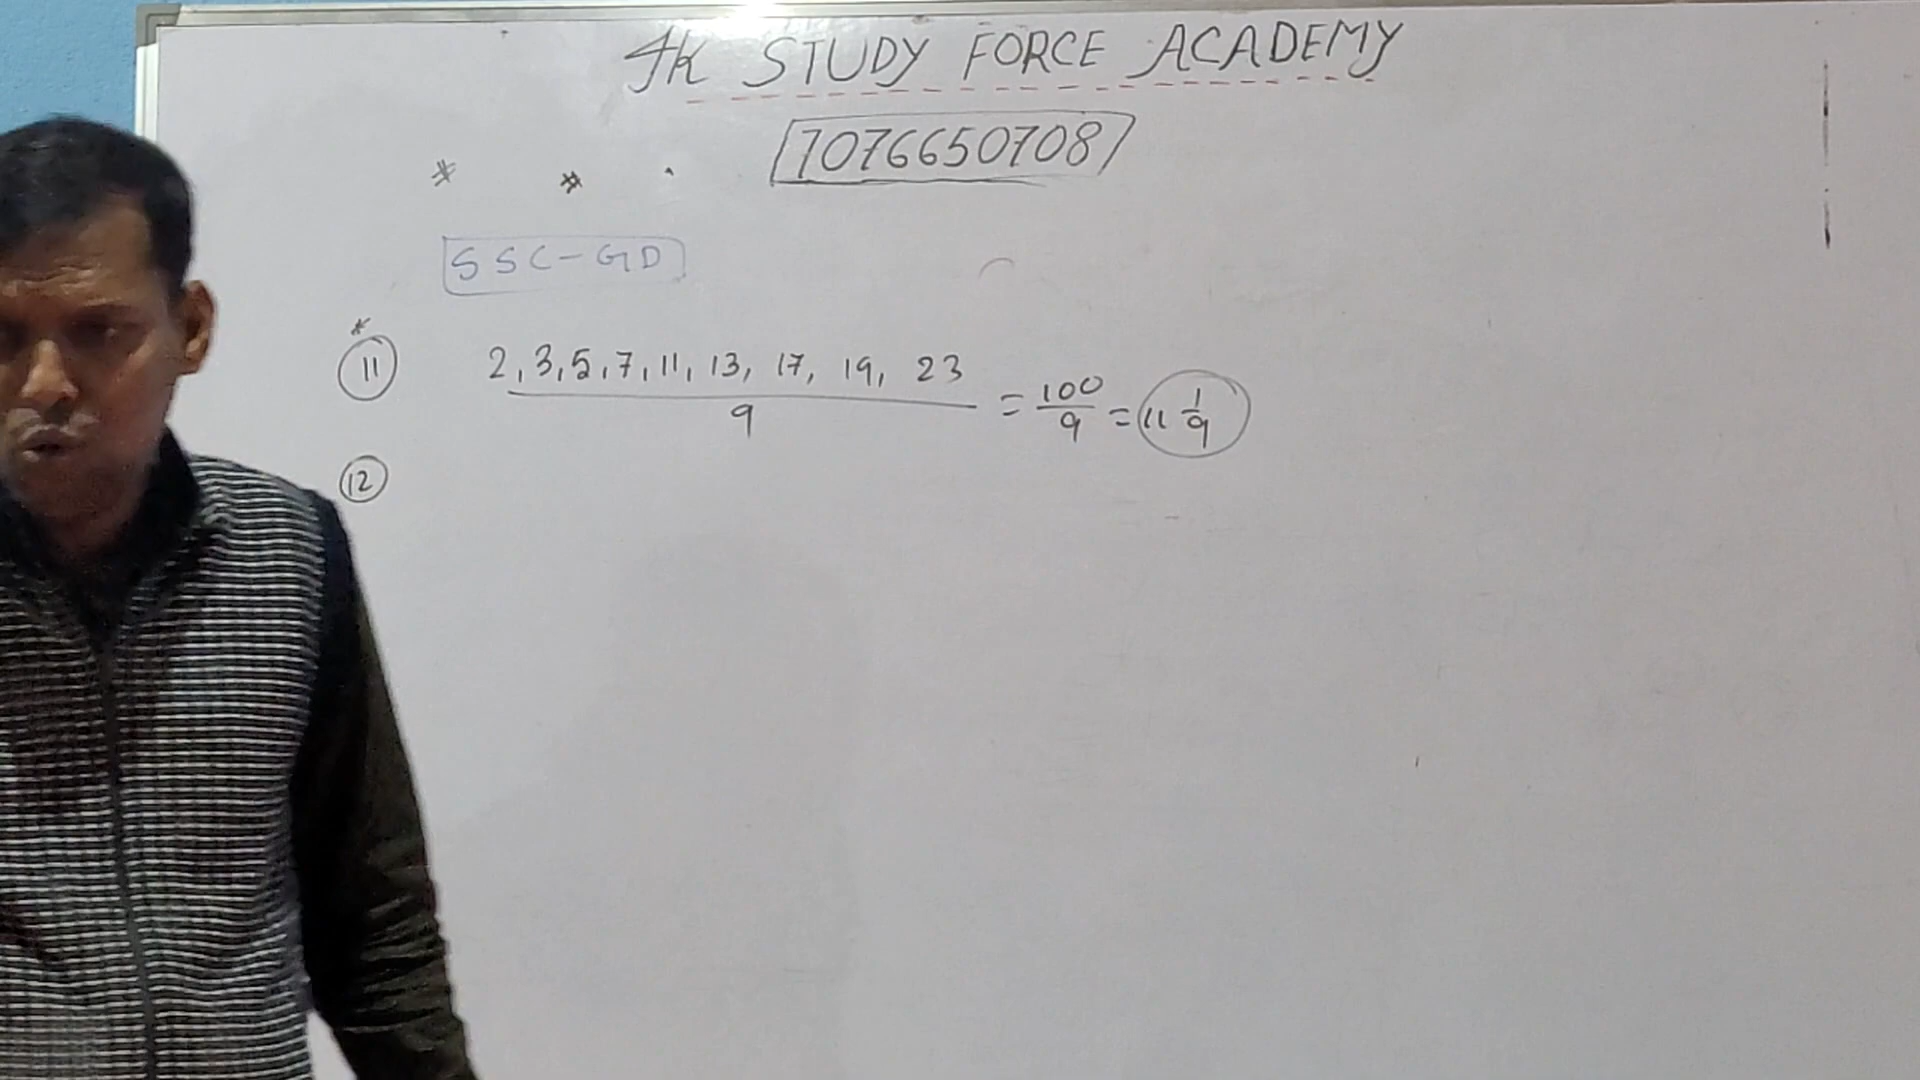 JK STUDY FORCE ACADEMY
7076650708
* * .
SSC-GD
*
(11) 2, 3, 5, 7, 11, 13, 17, 19, 23 / 9 = 100/9 = 11 1/9
(12)